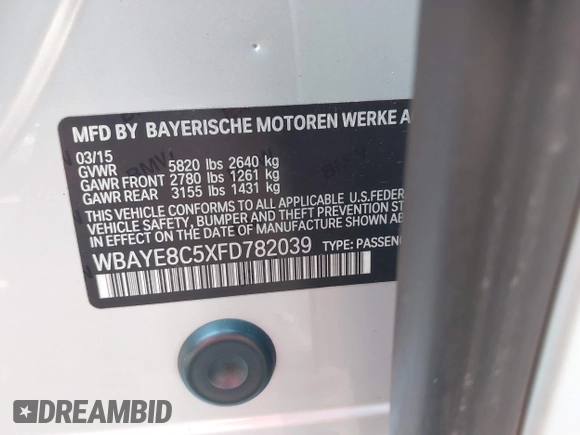 MFD BY BAYERISCHE MOTOREN WERKE A
03/15
GVWR 5820 lbs 2640 kg
GAWR FRONT 2780 lbs 1261 kg
GAWR REAR 3155 lbs 1431 kg
THIS VEHICLE CONFORMS TO ALL APPLICABLE U.S.FEDER
VEHICLE SAFETY, BUMPER AND THEFT PREVENTION ST
IN EFFECT ON THE DATE OF MANUFACTURE SHOWN AB
WBAYE8C5XFD782039 TYPE: PASSENG
DREAMBID